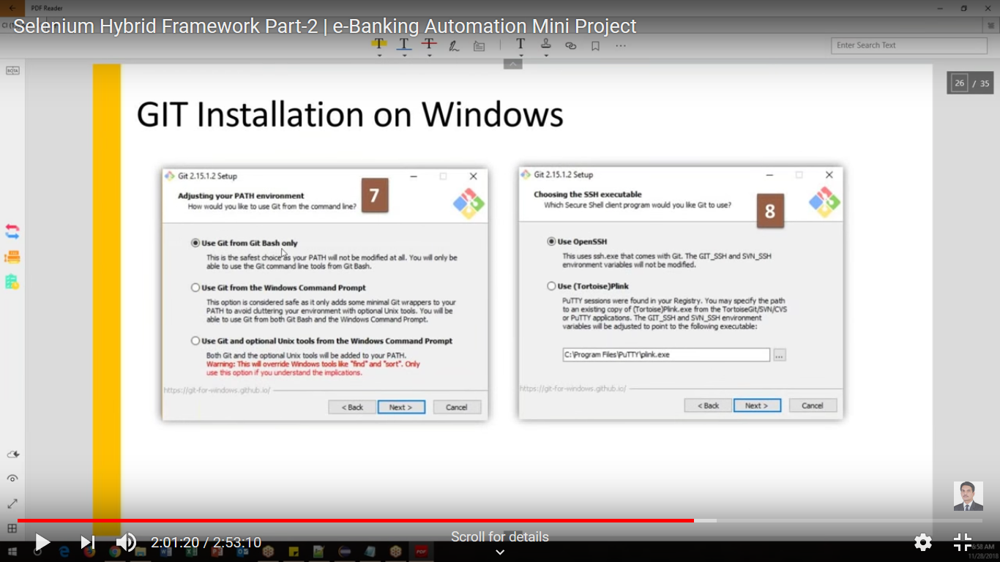 PDF Reader
Selenium Hybrid Framework Part-2 | e-Banking Automation Mini Project
T T T T
Enter Search Text
26 / 35
GIT Installation on Windows
Git 2.15.1.2 Setup
7
Adjusting your PATH environment
How would you like to use Git from the command line?
Use Git from Git Bash only
This is the safest choice as your PATH will not be modified at all. You will only be
able to use the Git command line tools from Git Bash.
Use Git from the Windows Command Prompt
This option is considered safe as it only adds some minimal Git wrappers to your
PATH to avoid cluttering your environment with optional Unix tools. You will be
able to use Git from both Git Bash and the Windows Command Prompt.
Use Git and optional Unix tools from the Windows Command Prompt
Both Git and the optional Unix tools will be added to your PATH.
Warning: This will override Windows tools like "find" and "sort". Only
use this option if you understand the implications.
https://git-for-windows.github.io/
< Back Next > Cancel
Git 2.15.1.2 Setup
Choosing the SSH executable
Which Secure Shell client program would you like Git to use?
8
Use OpenSSH
This uses ssh.exe that comes with Git. The GIT_SSH and SVN_SSH
environment variables will not be modified.
Use (Tortoise)Plink
PuTTY sessions were found in your Registry. You may specify the path
to an existing copy of (Tortoise)Plink.exe from the TortoiseGit/SVN/CVS
or PuTTY applications. The GIT_SSH and SVN_SSH environment
variables will be adjusted to point to the following executable:
C:\Program Files\PuTTY\plink.exe
...
https://git-for-windows.github.io/
< Back Next > Cancel
2:01:20 / 2:53:10
Scroll for details
6:58 AM
11/28/2018